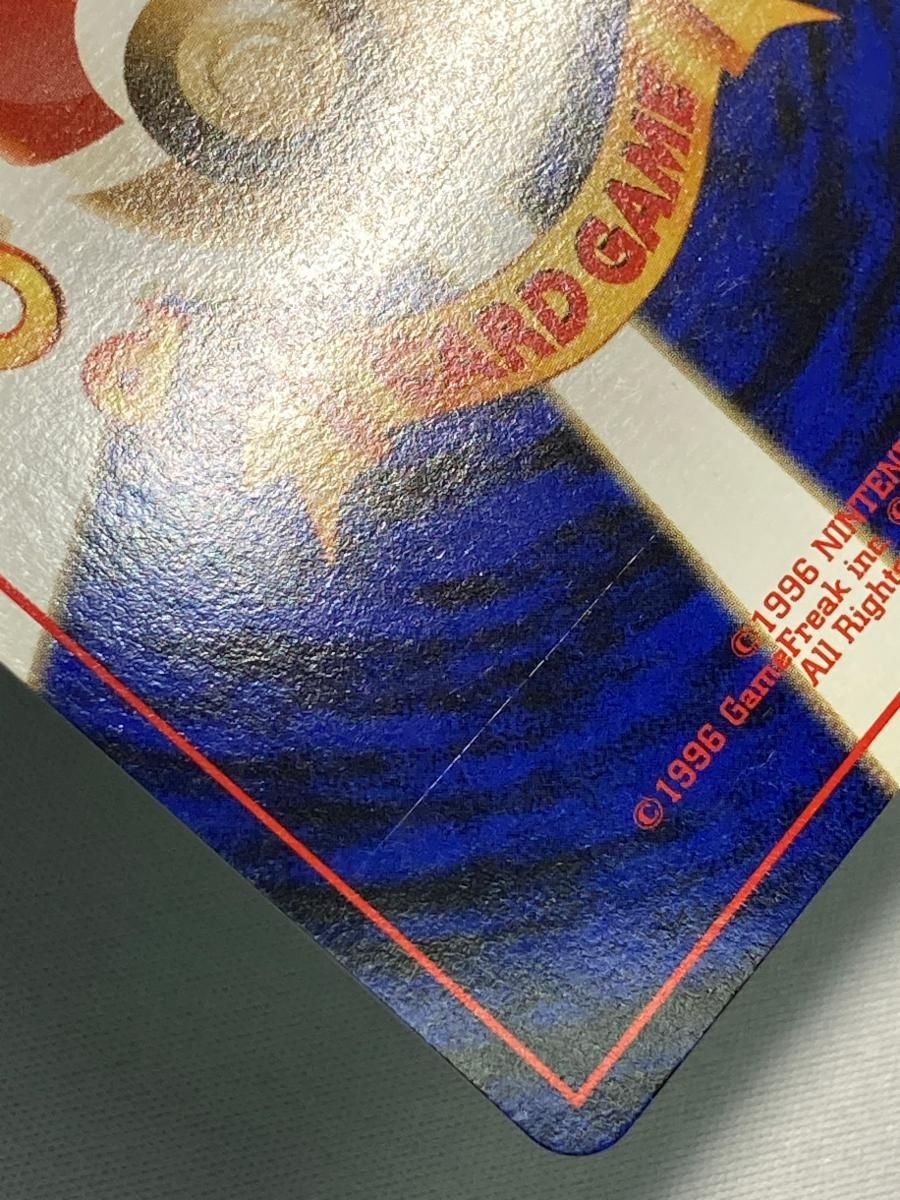 CARD GAME
©1996 NINTEN
©1996 GameFreak inc. ©
All Rights